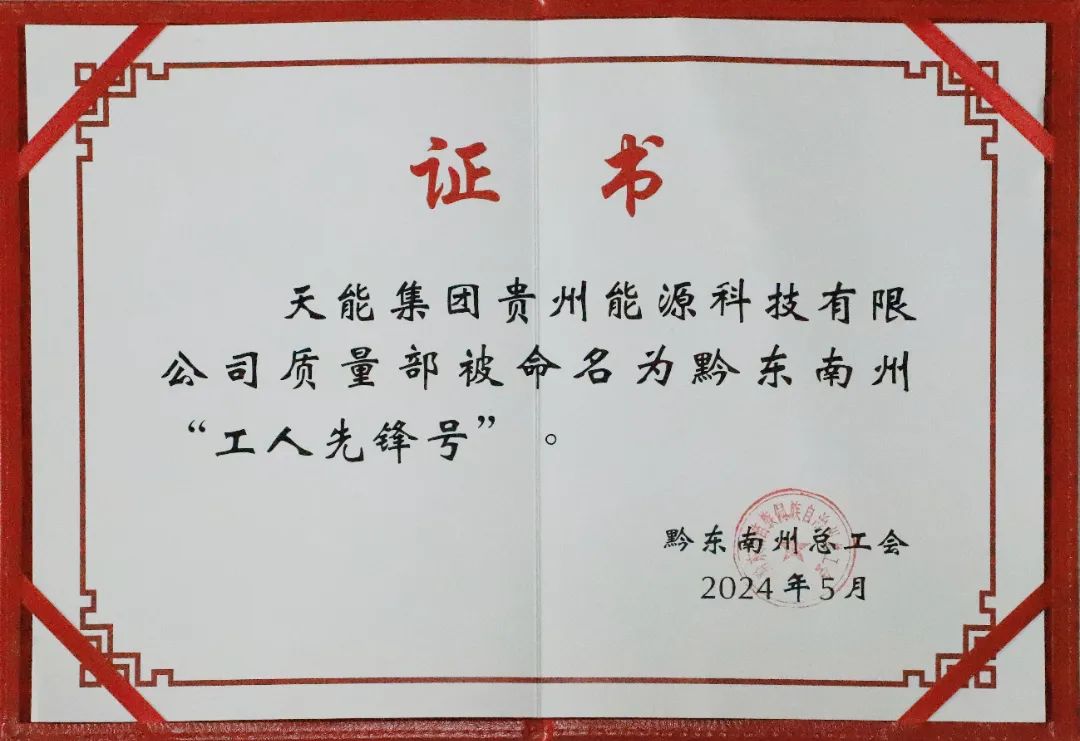 证书
天能集团贵州能源科技有限
公司质量部被命名为黔东南州
“工人先锋号”。
黔东南州总工会
2024年5月